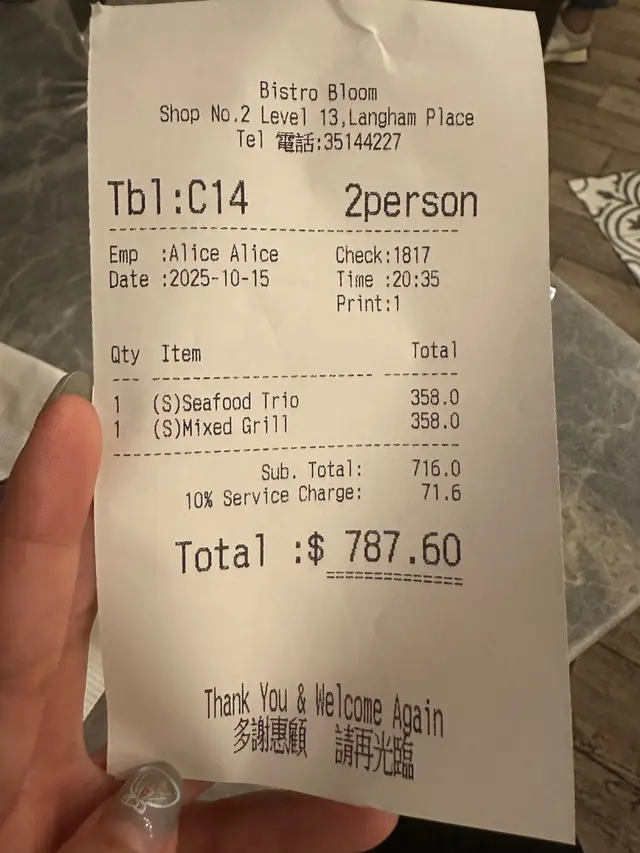 Bistro Bloom
Shop No.2 Level 13,Langham Place
Tel 電話:35144227
Tbl:C14 2person
Emp :Alice Alice Check:1817
Date :2025-10-15 Time :20:35
Print:1
Qty Item Total
1 (S)Seafood Trio 358.0
1 (S)Mixed Grill 358.0
Sub. Total: 716.0
10% Service Charge: 71.6
Total :$ 787.60
Thank You & Welcome Again
多謝惠顧 請再光臨